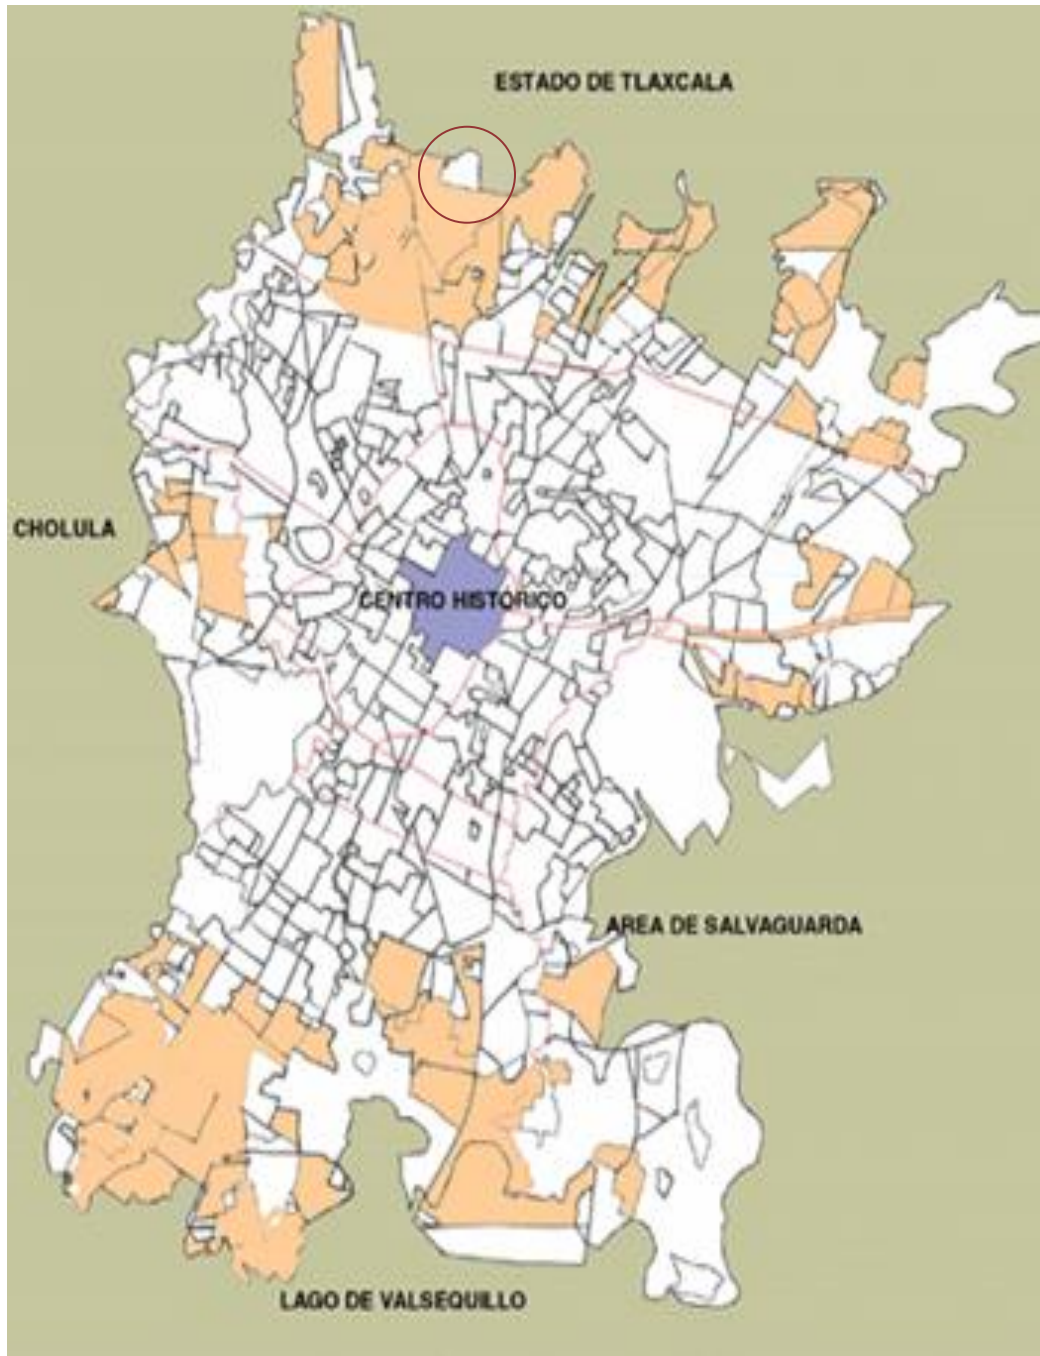 ESTADO DE TLAXCALA
CHOLULA
CENTRO HISTORICO
AREA DE SALVAGUARDA
LAGO DE VALSEQUILLO